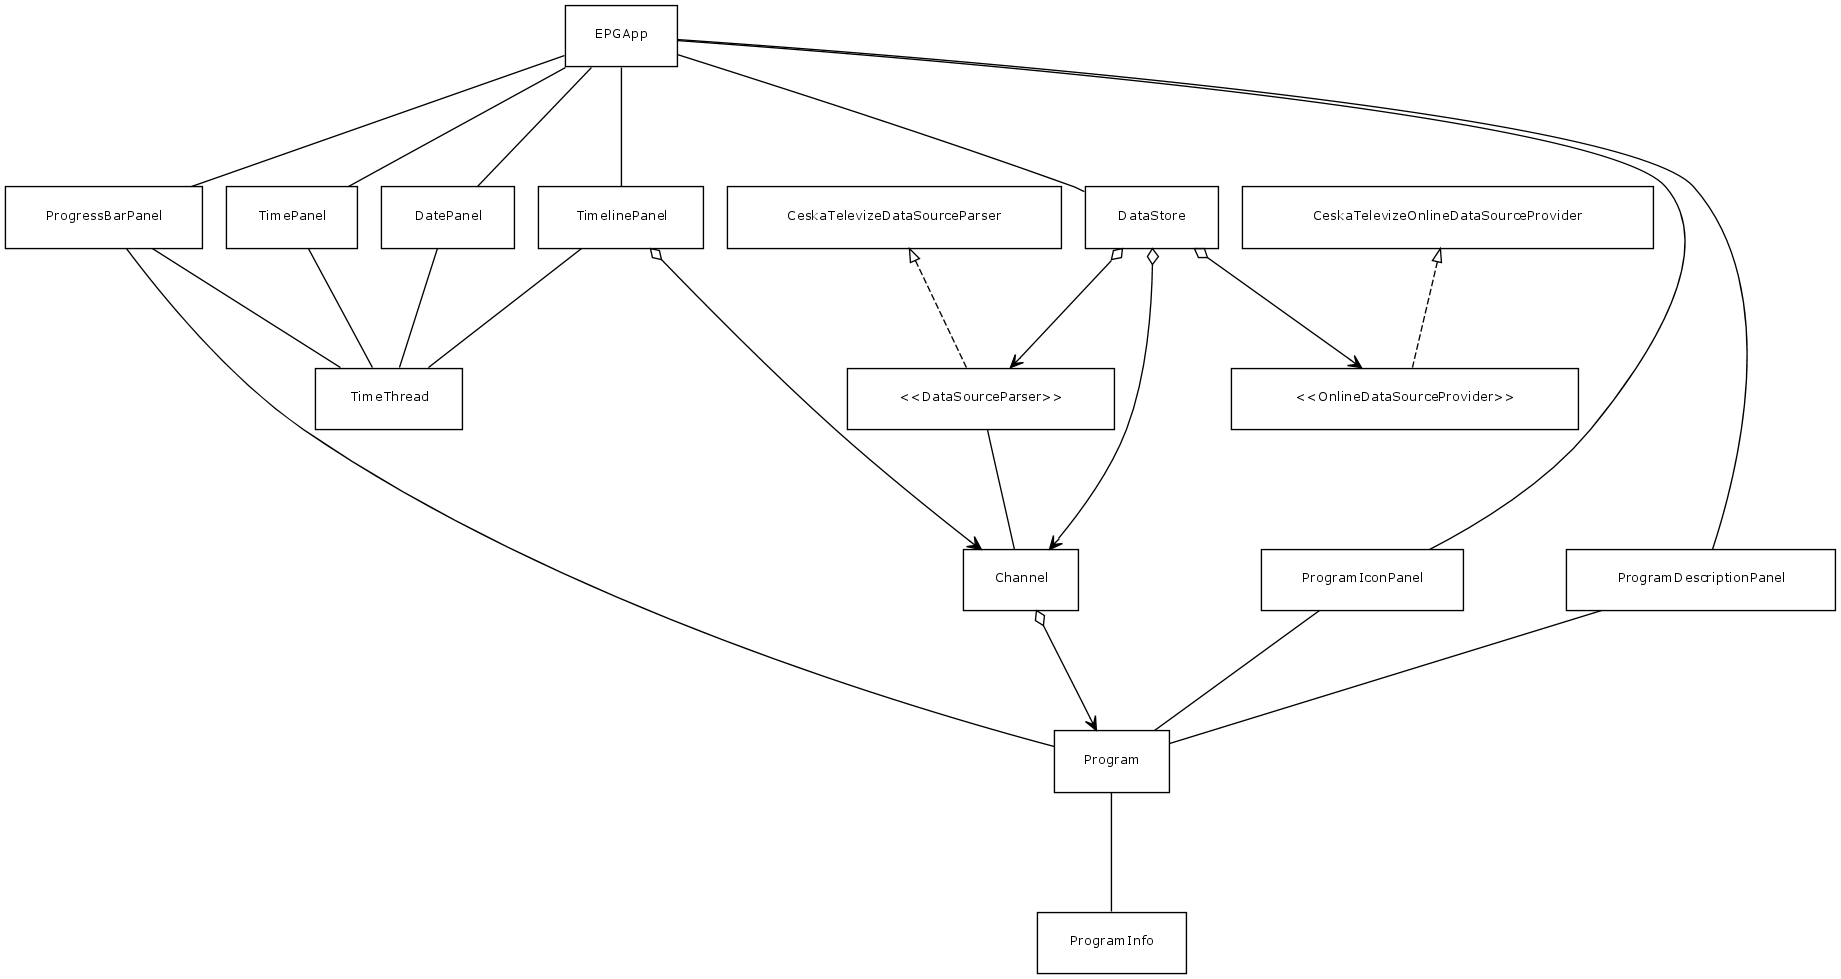 EPGApp
ProgressBarPanel
TimePanel
DatePanel
TimelinePanel
CeskaTelevizeDataSourceParser
DataStore
CeskaTelevizeOnlineDataSourceProvider
TimeThread
<<DataSourceParser>>
<<OnlineDataSourceProvider>>
Channel
ProgramIconPanel
ProgramDescriptionPanel
Program
ProgramInfo